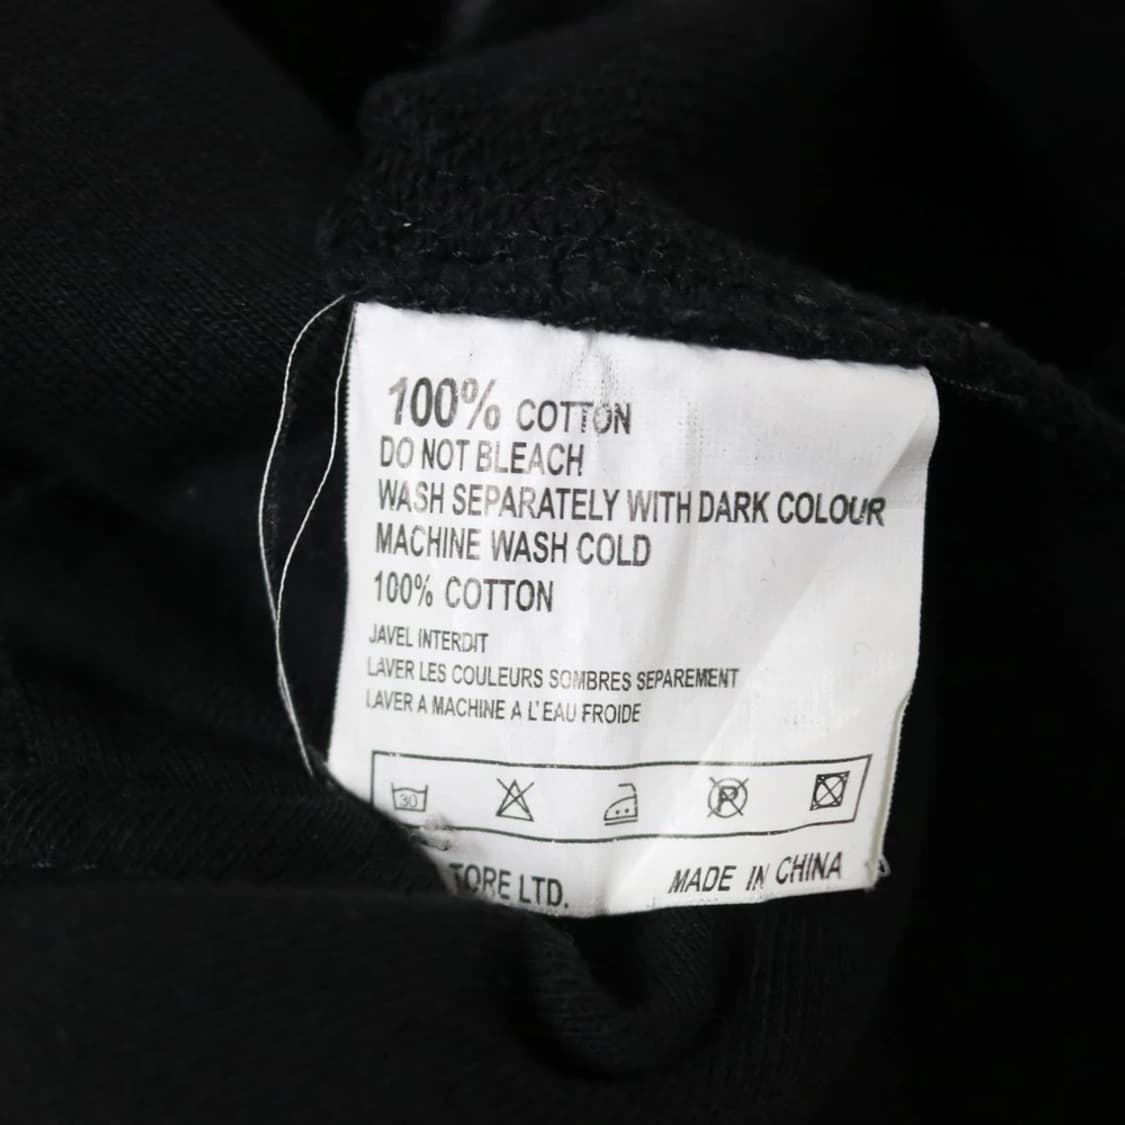 100% COTTON
DO NOT BLEACH
WASH SEPARATELY WITH DARK COLOUR
MACHINE WASH COLD
100% COTTON
JAVEL INTERDIT
LAVER LES COULEURS SOMBRES SEPAREMENT
LAVER A MACHINE A L'EAU FROIDE
30 P
TORE LTD. MADE IN CHINA